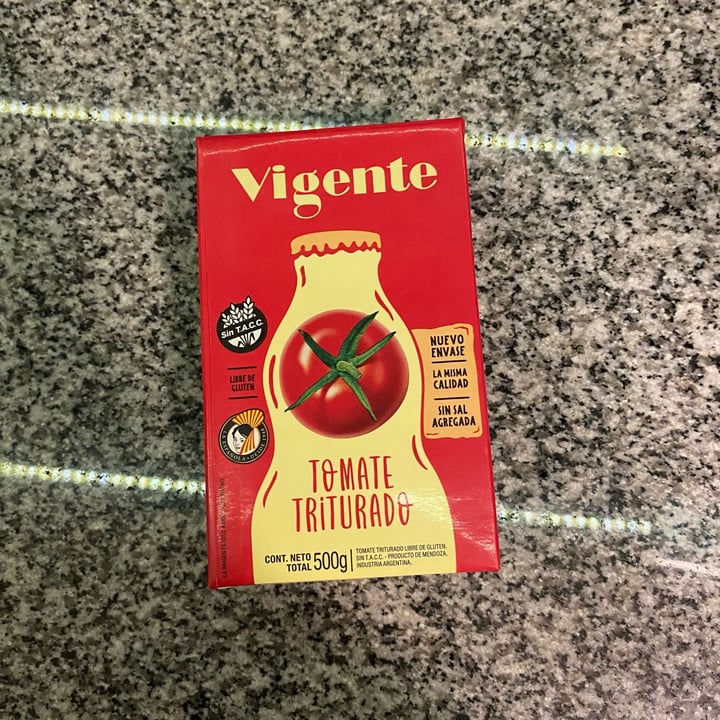 Vigente
Sin T.A.C.C.
LIBRE DE
GLUTEN
NUEVO
ENVASE
LA MISMA
CALIDAD
SIN SAL
AGREGADA
TOMATE
TRITURADO
CONT. NETO
TOTAL 500g
TOMATE TRITURADO LIBRE DE GLUTEN.
SIN T.A.C.C. - PRODUCTO DE MENDOZA.
INDUSTRIA ARGENTINA.